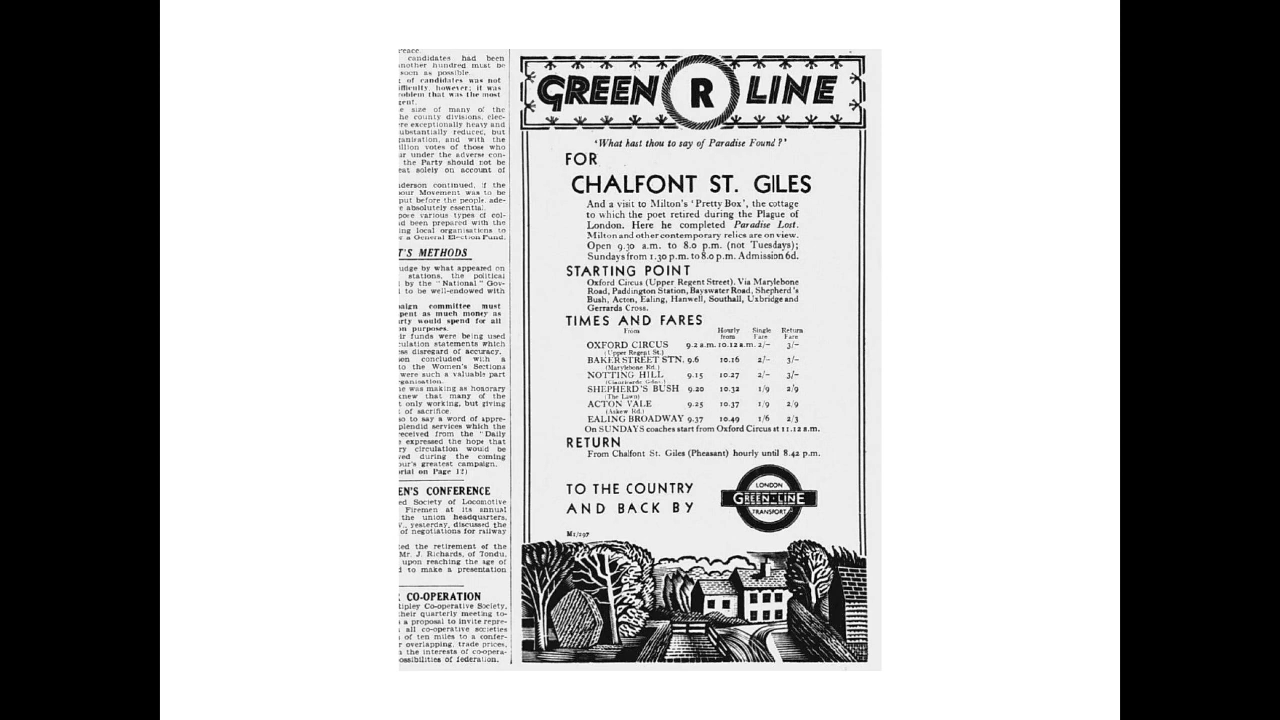 candidates had been
another hundred must be
soon as possible.
of candidates was not
difficulty, however; it was
problem that was the most
size of many of the
the county divisions, elec-
exceptionally heavy and
substantially reduced, but
and with the
million votes of those who
under the adverse con-
the Party should not be
solely on account of
continued, if the
Movement was to be
put before the people, ade-
absolutely essential.
various types of col-
had been prepared with the
local organisations to
a General Election Fund.
T'S METHODS
judge by what appeared on
stations, the political
by the "National" Gov-
to be well-endowed with
committee must
spent as much money as
party would spend for all
purposes.
funds were being used
statements which
disregard of accuracy.
concluded with a
to the Women's Sections
were such a valuable part
organisation.
he was making as honorary
knew that many of the
not only working, but giving
of sacrifice.
to say a word of appre-
splendid services which the
received from the "Daily
expressed the hope that
circulation would be
during the coming
our's greatest campaign.
on Page 12)
EN'S CONFERENCE
Society of Locomotive
Firemen at its annual
the union headquarters,
yesterday, discussed the
of negotiations for railway
the retirement of the
Mr. J. Richards, of Tondu,
upon reaching the age of
to make a presentation
CO-OPERATION
Ripley Co-operative Society,
their quarterly meeting to-
a proposal to invite repre-
all co-operative societies
of ten miles to a confer-
overlapping, trade prices,
the interests of co-opera-
possibilities of federation.
GREEN R LINE
'What hast thou to say of Paradise Found?'
FOR
CHALFONT ST. GILES
And a visit to Milton's 'Pretty Box', the cottage
to which the poet retired during the Plague of
London. Here he completed Paradise Lost.
Milton and other contemporary relics are on view.
Open 9.30 a.m. to 8.0 p.m. (not Tuesdays);
Sundays from 1.30 p.m. to 8.0 p.m. Admission 6d.
STARTING POINT
Oxford Circus (Upper Regent Street). Via Marylebone
Road, Paddington Station, Bayswater Road, Shepherd's
Bush, Acton, Ealing, Hanwell, Southall, Uxbridge and
Gerrards Cross.
TIMES AND FARES
From Hourly from Single Fare Return Fare
OXFORD CIRCUS 9.2 a.m. 10.12 a.m. 2/- 3/-
(Upper Regent St.)
BAKER STREET STN. 9.6 10.16 2/- 3/-
(Marylebone Rd.)
NOTTING HILL 9.15 10.27 2/- 3/-
SHEPHERD'S BUSH 9.20 10.32 1/9 2/9
(The Lawn)
ACTON VALE 9.25 10.37 1/9 2/9
(Askew Rd.)
EALING BROADWAY 9.37 10.49 1/6 2/3
On SUNDAYS coaches start from Oxford Circus at 11.12 a.m.
RETURN
From Chalfont St. Giles (Pheasant) hourly until 8.42 p.m.
TO THE COUNTRY
AND BACK BY
LONDON
GREEN-LINE
TRANSPORT
M1/297